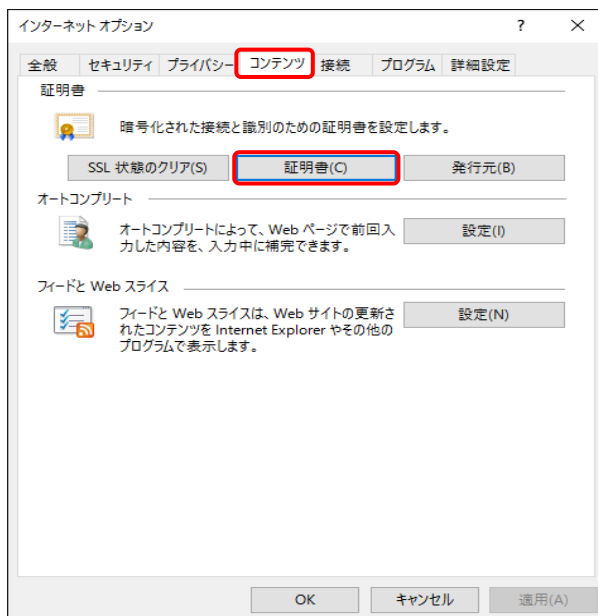 インターネット オプション ? ×
全般 セキュリティ プライバシー コンテンツ 接続 プログラム 詳細設定
証明書
暗号化された接続と識別のための証明書を設定します。
SSL 状態のクリア(S) 証明書(C) 発行元(B)
オートコンプリート
オートコンプリートによって、Web ページで前回入 設定(I)
力した内容を、入力中に補完できます。
フィードと Web スライス
フィードと Web スライスは、Web サイトの更新さ 設定(N)
れたコンテンツを Internet Explorer やその他の
プログラムで表示します。
OK キャンセル 適用(A)